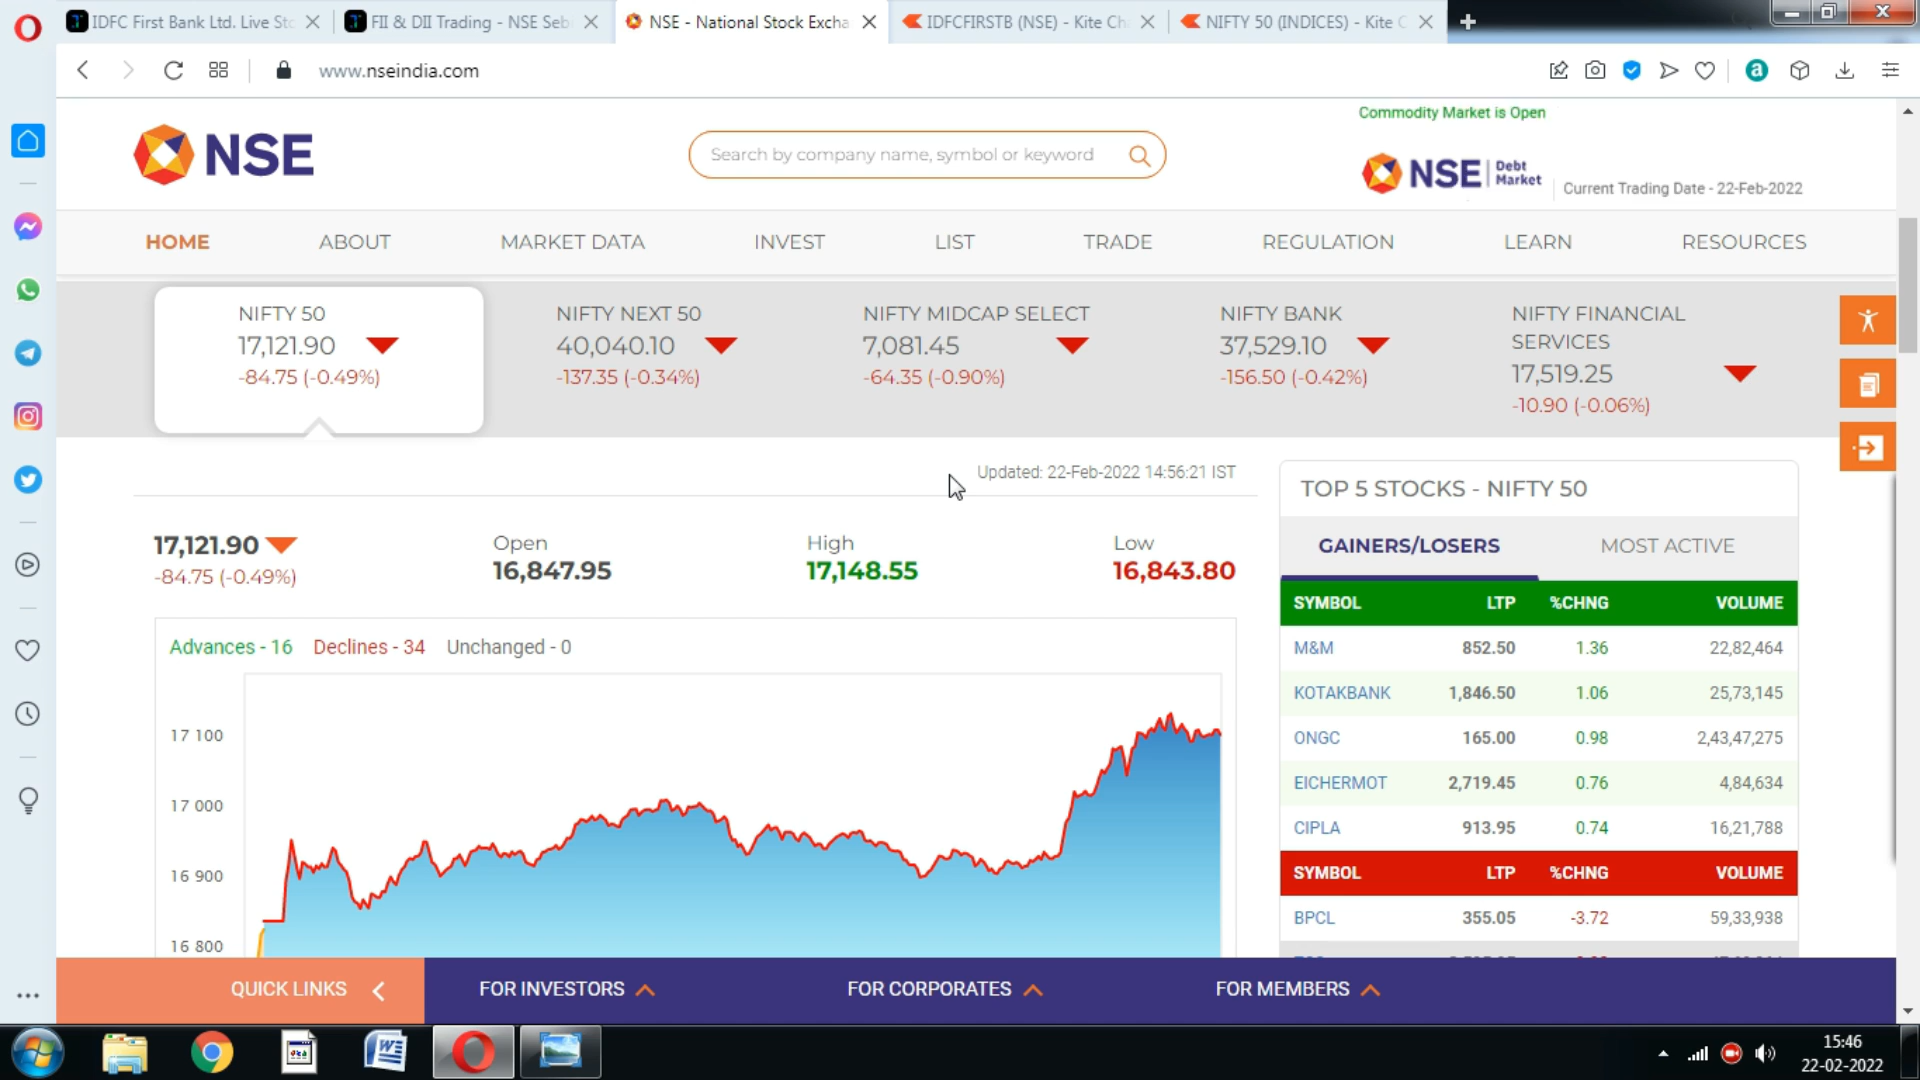 IDFC First Bank Ltd. Live Sto
FII & DII Trading - NSE Seb
NSE - National Stock Excha
IDFCFIRSTB (NSE) - Kite Ch
NIFTY 50 (INDICES) - Kite C
www.nseindia.com
Commodity Market is Open
NSE
Search by company name, symbol or keyword
NSE Debt Market
Current Trading Date - 22-Feb-2022
HOME ABOUT MARKET DATA INVEST LIST TRADE REGULATION LEARN RESOURCES
NIFTY 50
17,121.90
-84.75 (-0.49%)
NIFTY NEXT 50
40,040.10
-137.35 (-0.34%)
NIFTY MIDCAP SELECT
7,081.45
-64.35 (-0.90%)
NIFTY BANK
37,529.10
-156.50 (-0.42%)
NIFTY FINANCIAL
SERVICES
17,519.25
-10.90 (-0.06%)
Updated: 22-Feb-2022 14:56:21 IST
17,121.90
-84.75 (-0.49%)
Open
16,847.95
High
17,148.55
Low
16,843.80
Advances - 16 Declines - 34 Unchanged - 0
17 100
17 000
16 900
16 800
TOP 5 STOCKS - NIFTY 50
GAINERS/LOSERS MOST ACTIVE
SYMBOL LTP %CHNG VOLUME
M&M 852.50 1.36 22,82,464
KOTAKBANK 1,846.50 1.06 25,73,145
ONGC 165.00 0.98 2,43,47,275
EICHERMOT 2,719.45 0.76 4,84,634
CIPLA 913.95 0.74 16,21,788
SYMBOL LTP %CHNG VOLUME
BPCL 355.05 -3.72 59,33,938
QUICK LINKS FOR INVESTORS FOR CORPORATES FOR MEMBERS
15:46
22-02-2022